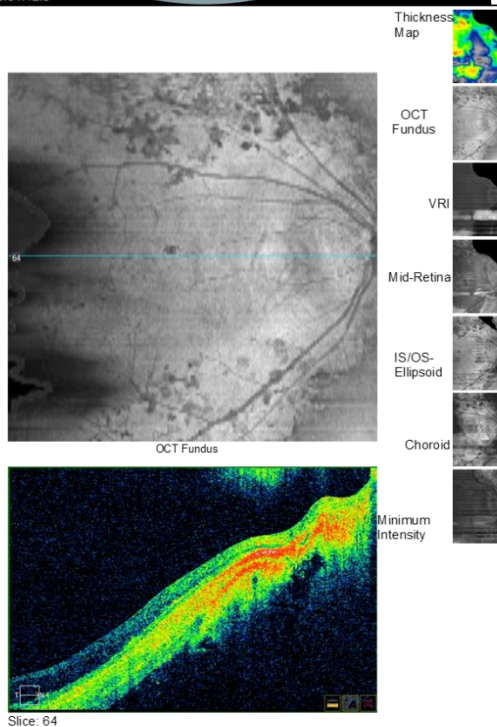 Thickness
Map
OCT
Fundus
VRI
64
Mid-Retina
IS/OS-
Ellipsoid
Choroid
OCT Fundus
Minimum
Intensity
T
Slice: 64